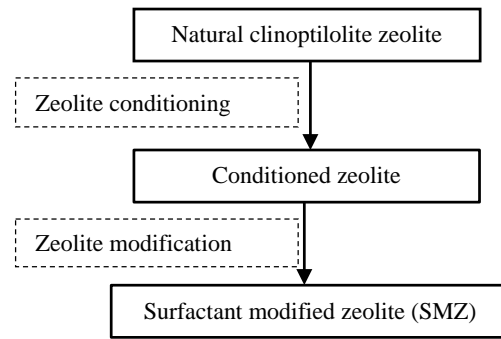 Natural clinoptilolite zeolite
Zeolite conditioning
Conditioned zeolite
Zeolite modification
Surfactant modified zeolite (SMZ)